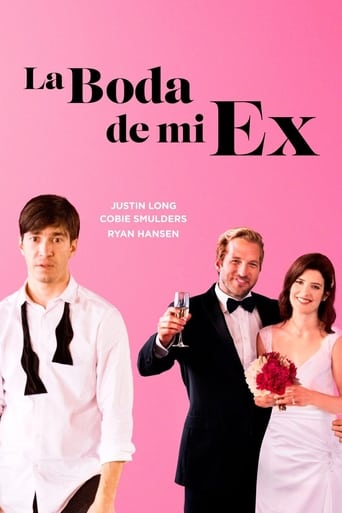 La Boda
de mi Ex
JUSTIN LONG
COBIE SMULDERS
RYAN HANSEN